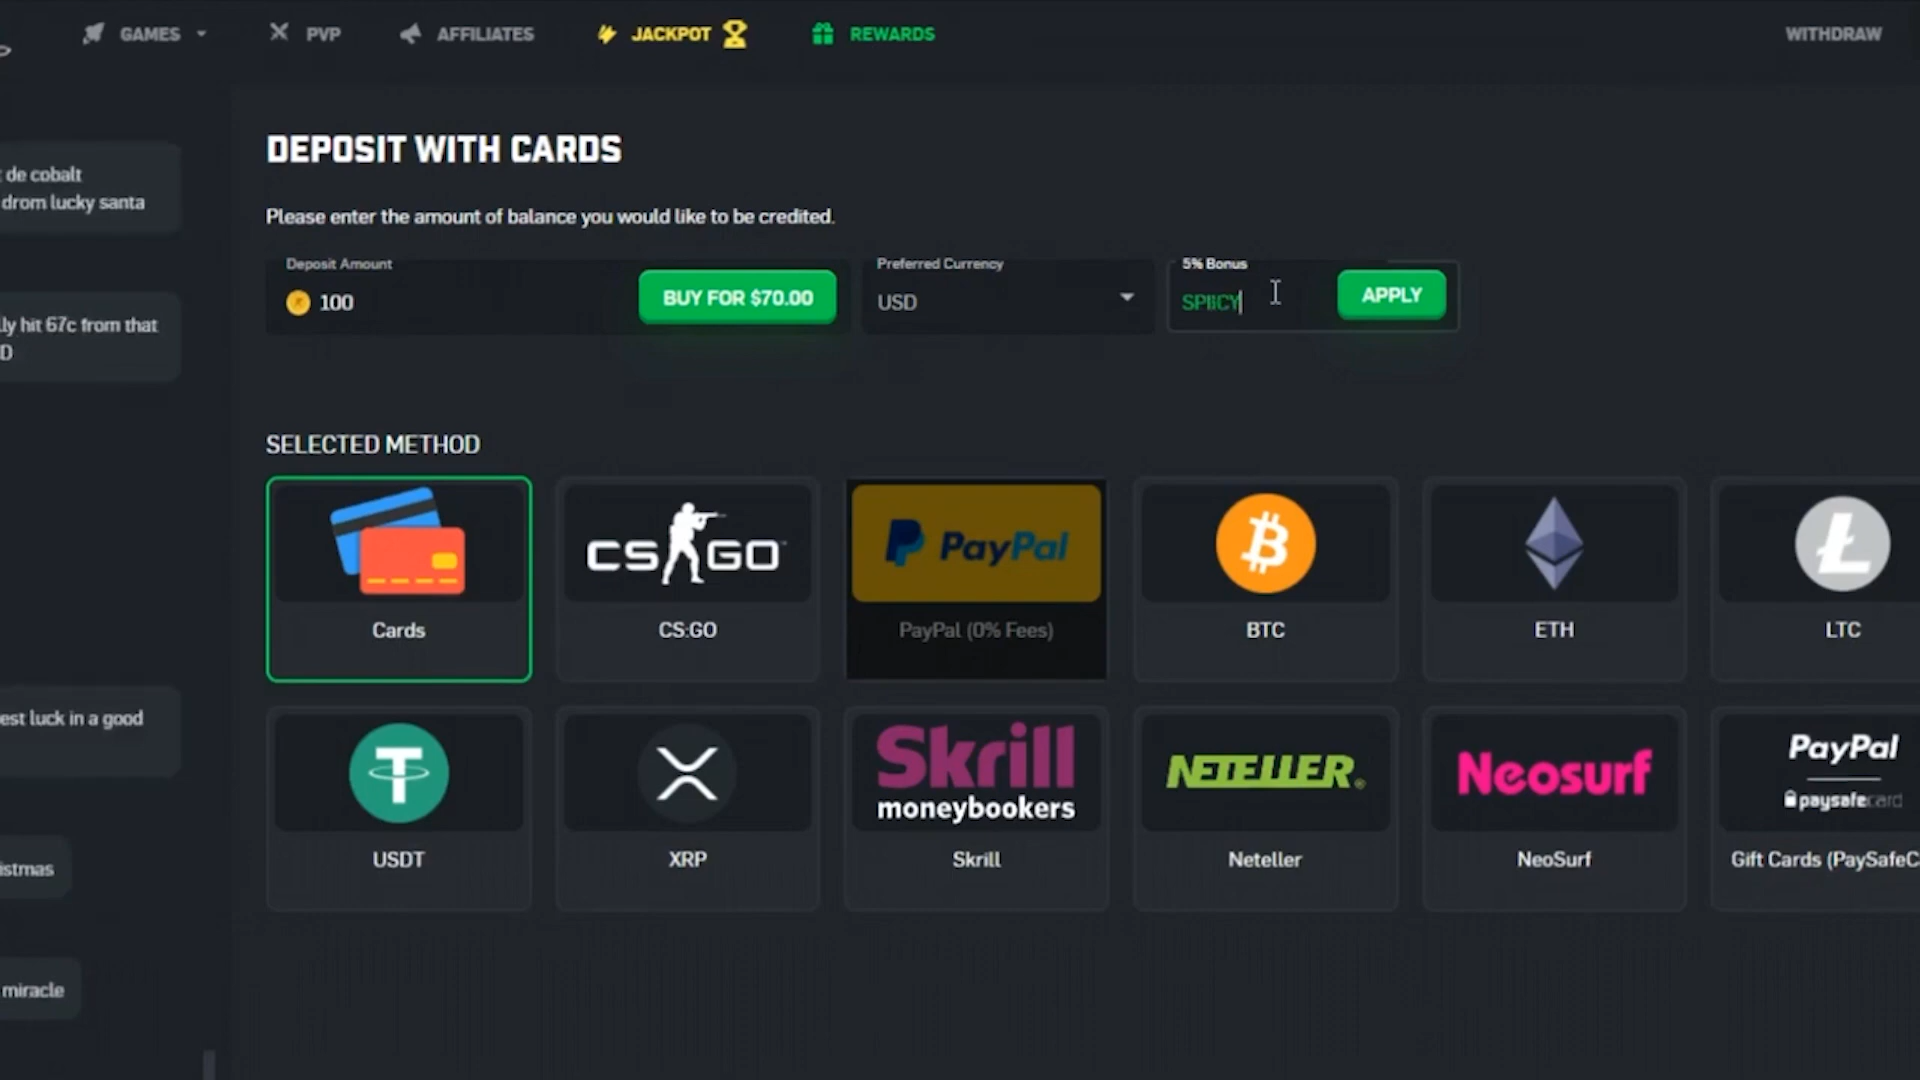 GAMES
PVP
AFFILIATES
JACKPOT
REWARDS
WITHDRAW
DEPOSIT WITH CARDS
de cobalt
drom lucky santa
Please enter the amount of balance you would like to be credited.
Deposit Amount
100
BUY FOR $70.00
Preferred Currency
USD
5% Bonus
SPIICY
APPLY
ly hit 67c from that
D
SELECTED METHOD
CS GO
PayPal
Cards
CS:GO
PayPal (0% Fees)
BTC
ETH
LTC
est luck in a good
Skrill
moneybookers
NETELLER
Neosurf
PayPal
paysafecard
USDT
XRP
Skrill
Neteller
NeoSurf
Gift Cards (PaySafeC
istmas
miracle